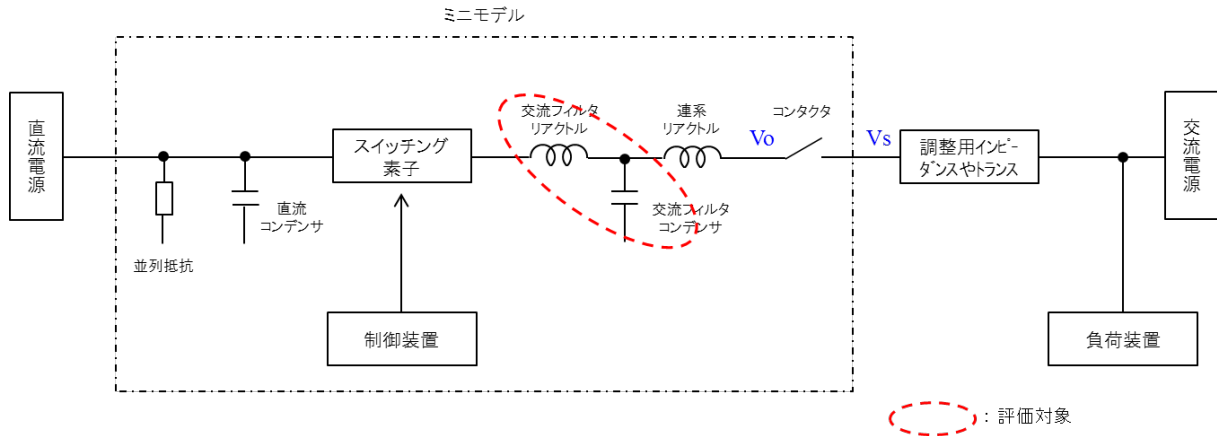 ミニモデル
直流電源
並列抵抗
直流
コンデンサ
スイッチング
素子
制御装置
交流フィルタ
リアクトル
交流フィルタ
コンデンサ
連系
リアクトル
コンタクタ
Vo
Vs
調整用インピー
ダンスやトランス
交流電源
負荷装置
: 評価対象